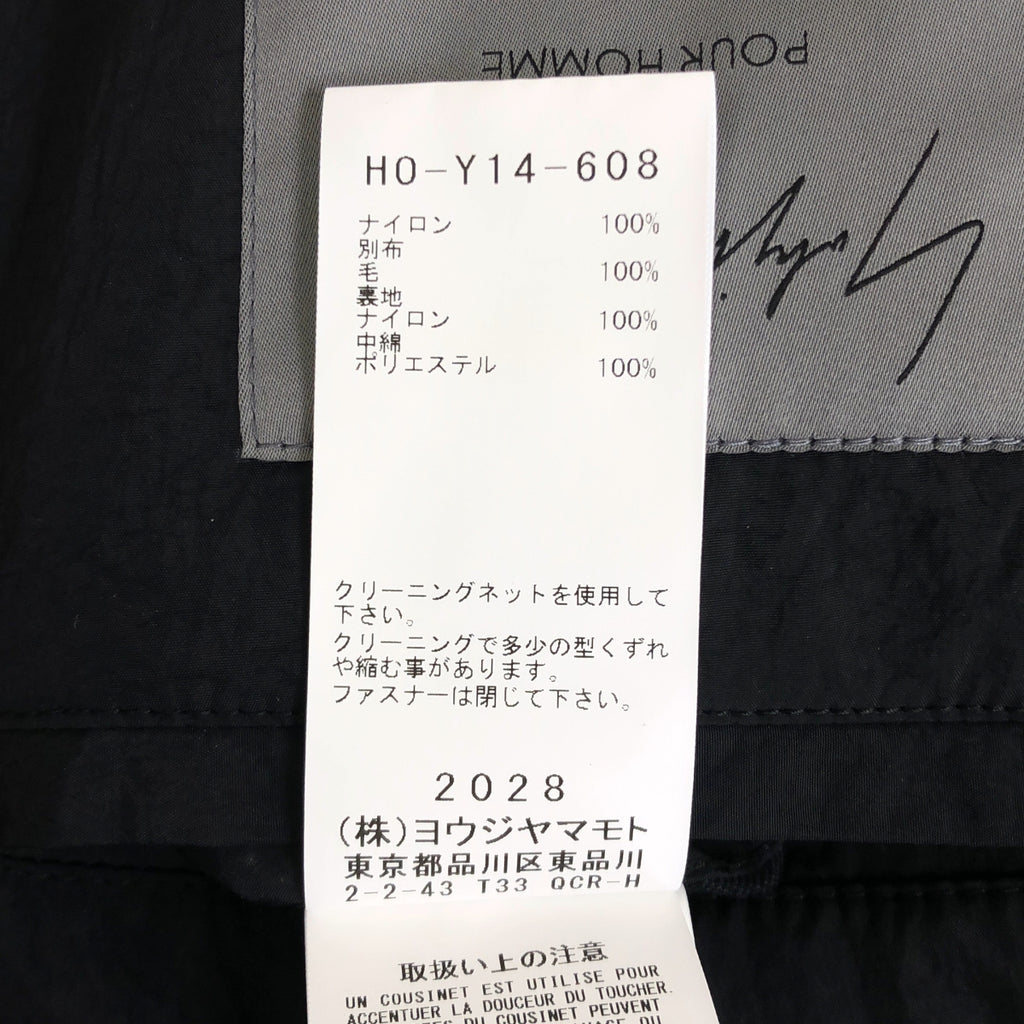 POUR HOMME
HO-Y14-608
ナイロン 100%
別布
毛 100%
裏地
ナイロン 100%
中綿
ポリエステル 100%
クリーニングネットを使用して
下さい。
クリーニングで多少の型くずれ
や縮む事があります。
ファスナーは閉じて下さい。
2028
(株)ヨウジヤマモト
東京都品川区東品川
2-2-43 T33 QCR-H
取扱い上の注意
UN COUSINET EST UTILISE POUR
ACCENTUER LA DOUCEUR DU TOUCHER.
DU COUSINET PEUVENT